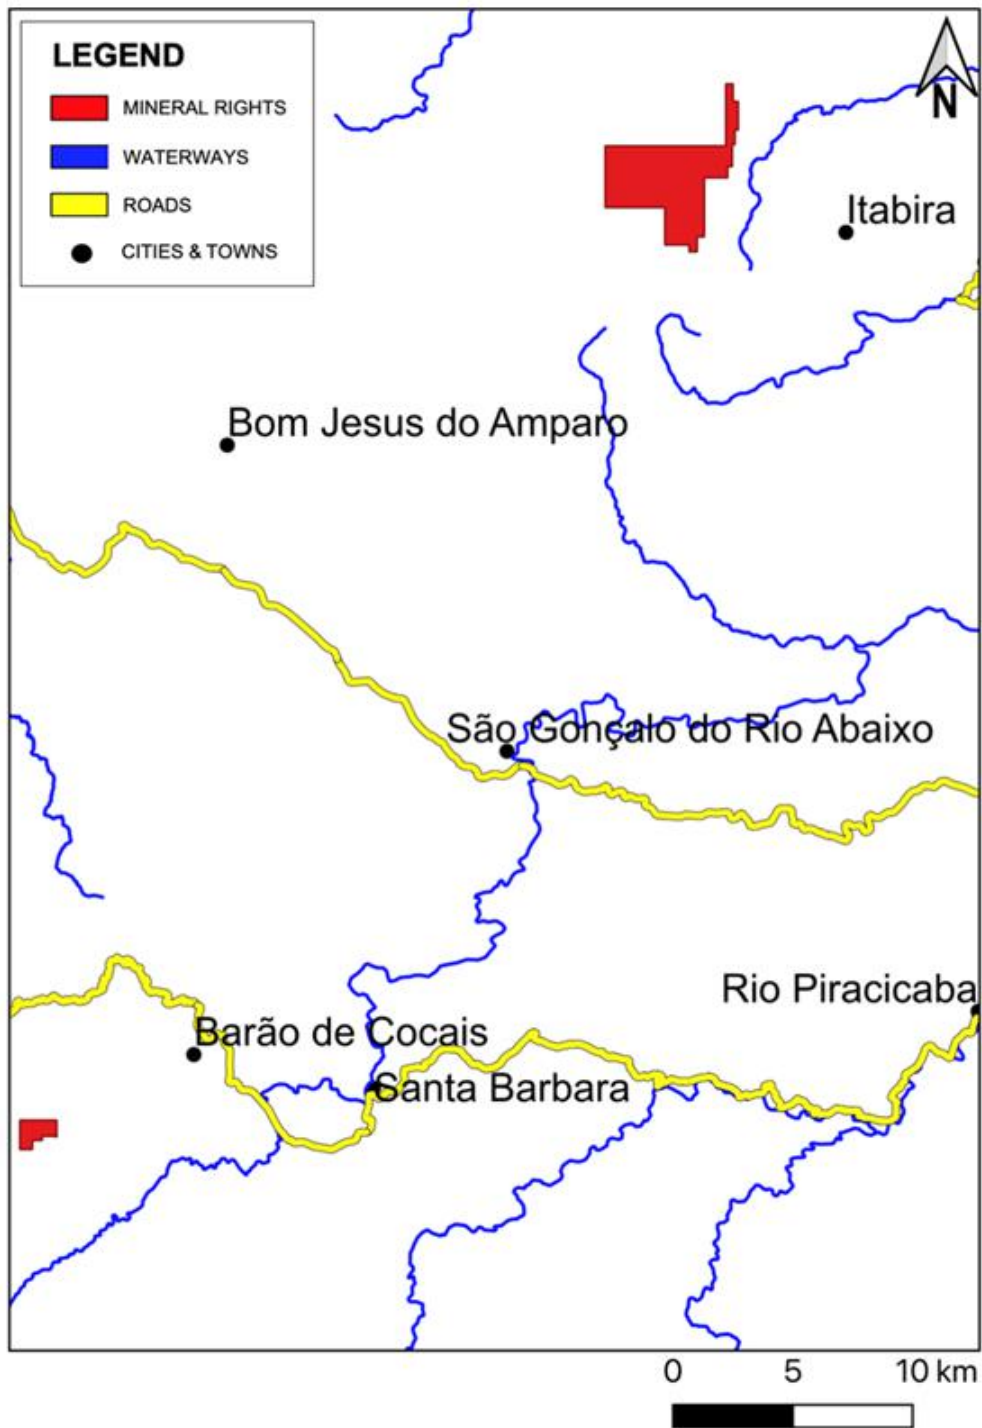 LEGEND
MINERAL RIGHTS
WATERWAYS
ROADS
CITIES & TOWNS
N
Itabira
Bom Jesus do Amparo
São Gonçalo do Rio Abaixo
Rio Piracicaba
Barão de Cocais
Santa Barbara
0 5 10 km